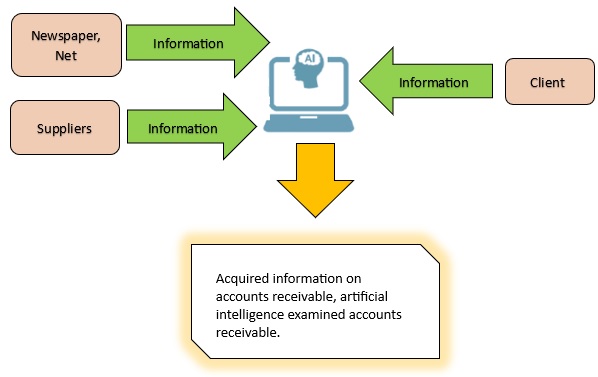 Newspaper,
Net
Information
AI
Information
Client
Suppliers
Information
Acquired information on
accounts receivable, artificial
intelligence examined accounts
receivable.